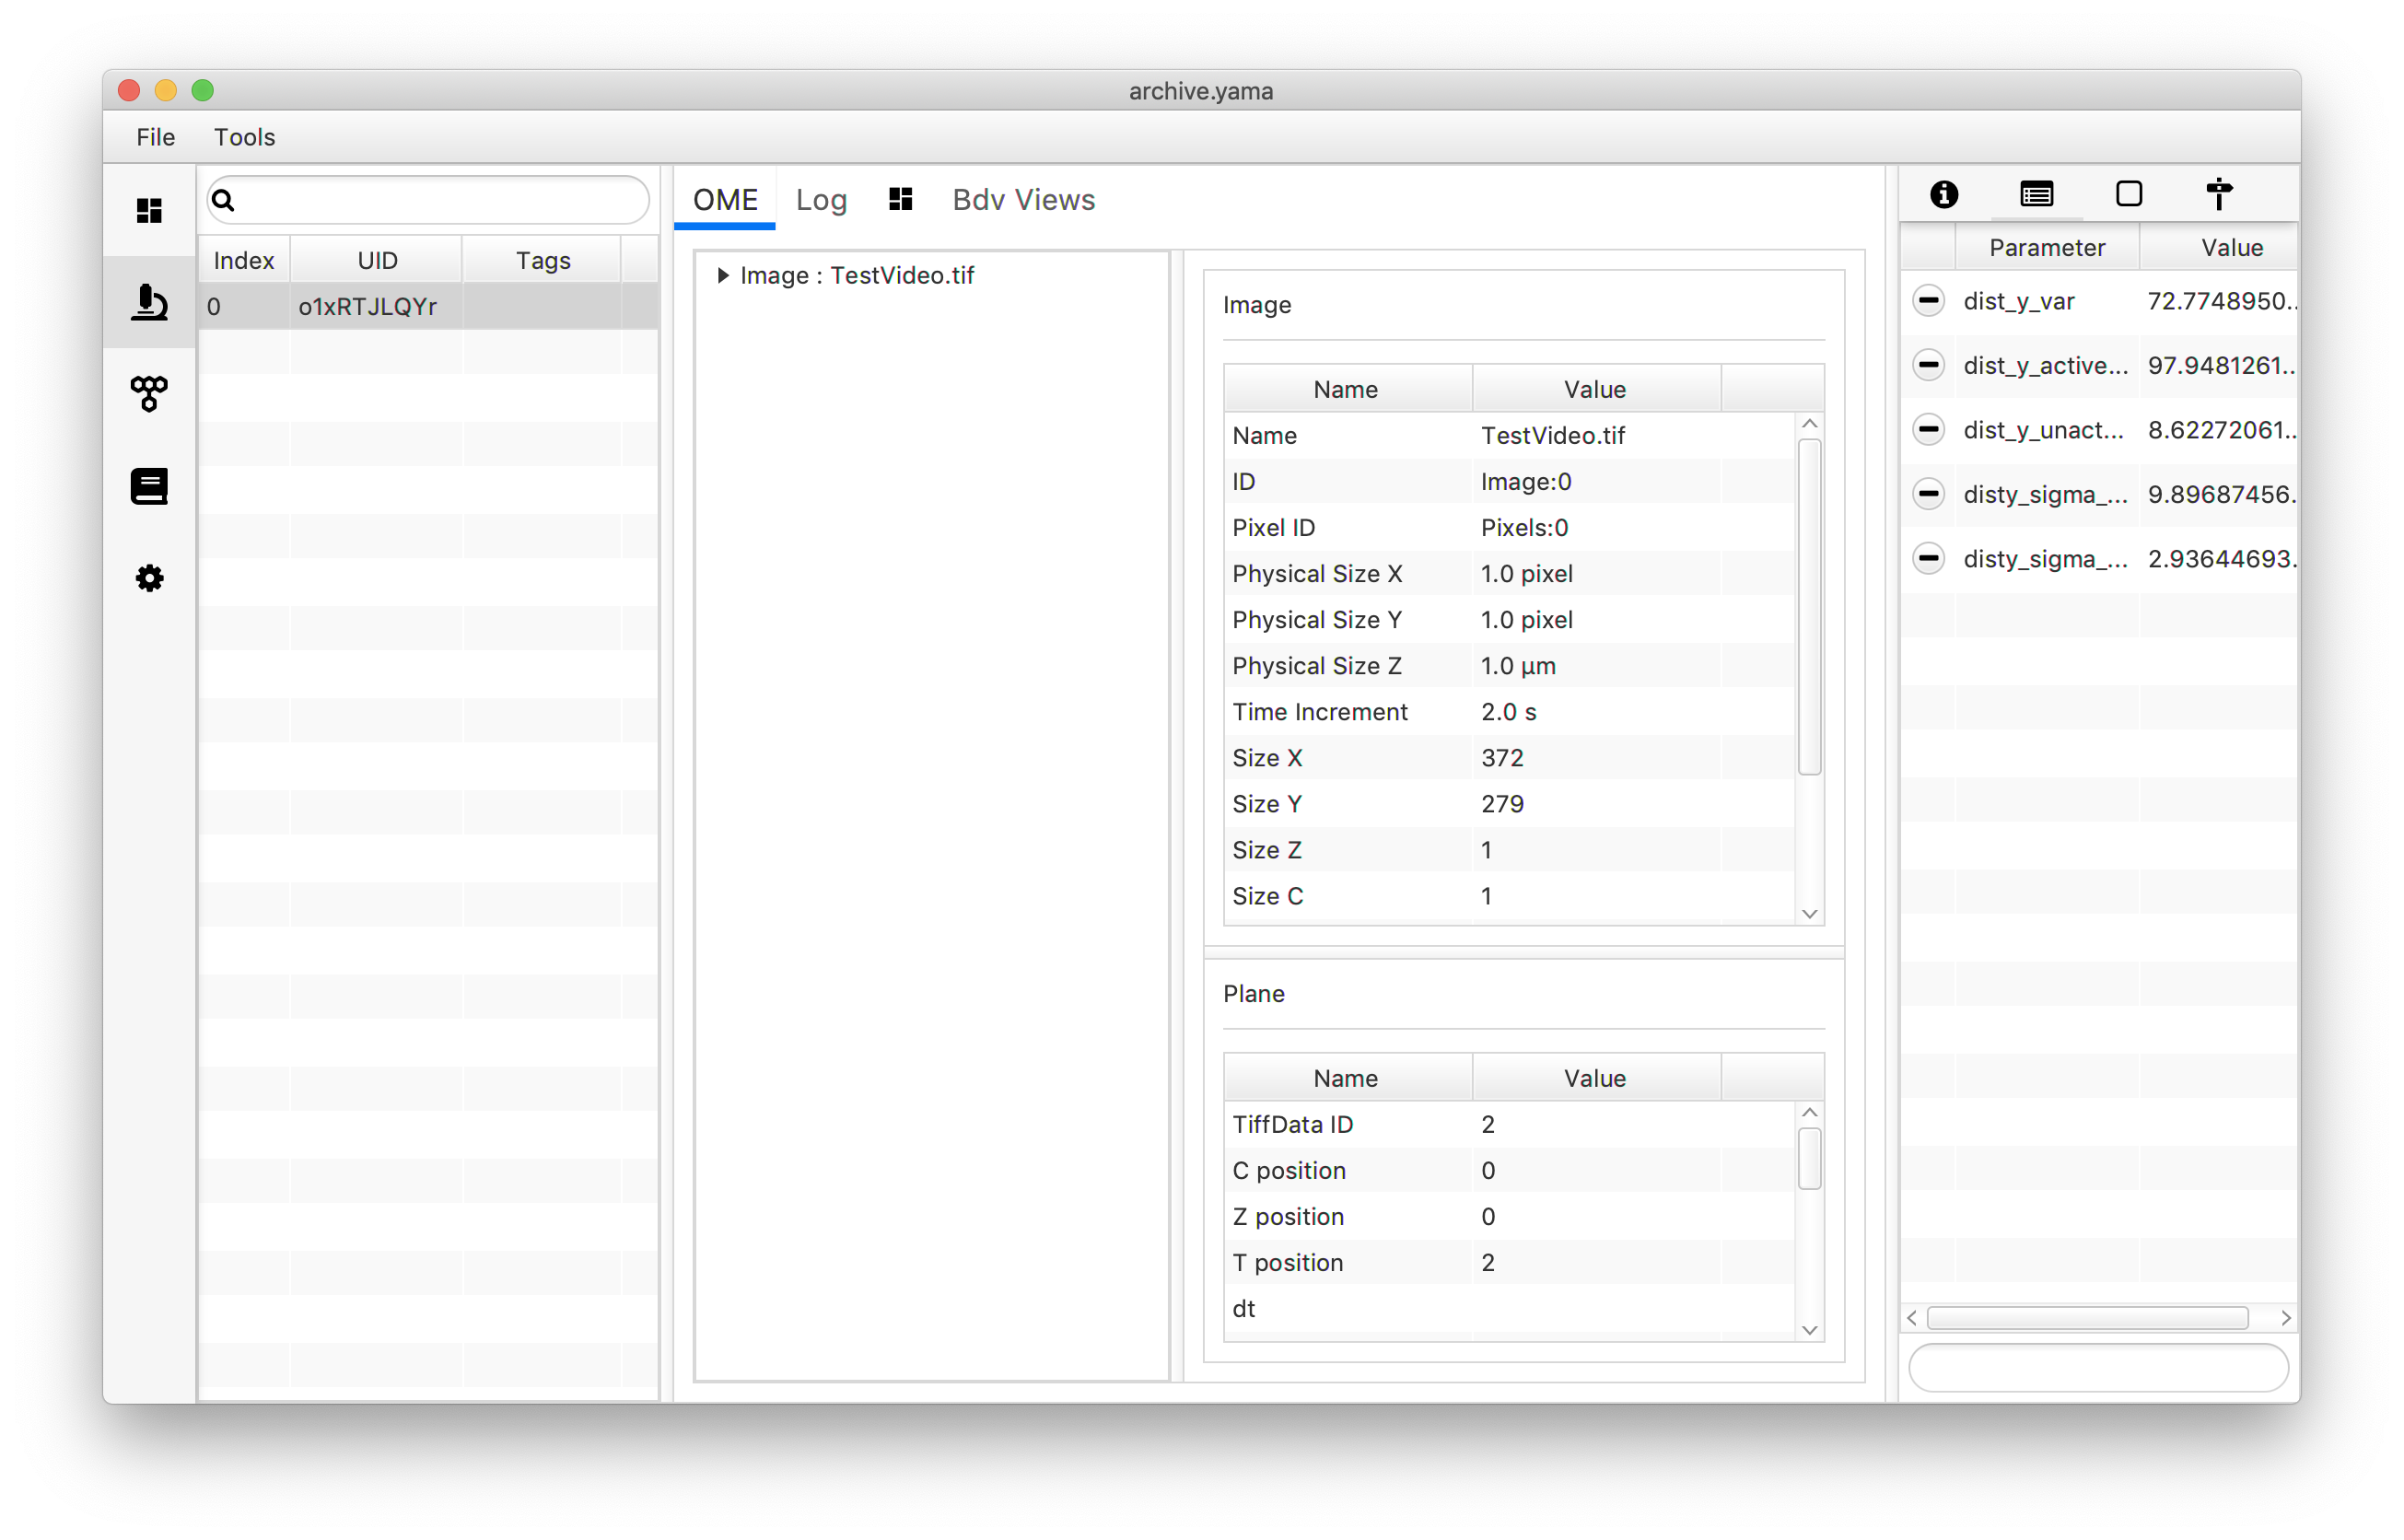 archive.yama
File Tools
OME Log Bdv Views
Index UID Tags
0 o1xRTJLQYr
Image : TestVideo.tif
Image
Name Value
Name TestVideo.tif
ID Image:0
Pixel ID Pixels:0
Physical Size X 1.0 pixel
Physical Size Y 1.0 pixel
Physical Size Z 1.0 µm
Time Increment 2.0 s
Size X 372
Size Y 279
Size Z 1
Size C 1
Plane
Name Value
TiffData ID 2
C position 0
Z position 0
T position 2
dt
Parameter Value
dist_y_var 72.7748950..
dist_y_active... 97.9481261..
dist_y_unact... 8.62272061..
disty_sigma_... 9.89687456.
disty_sigma_... 2.93644693.